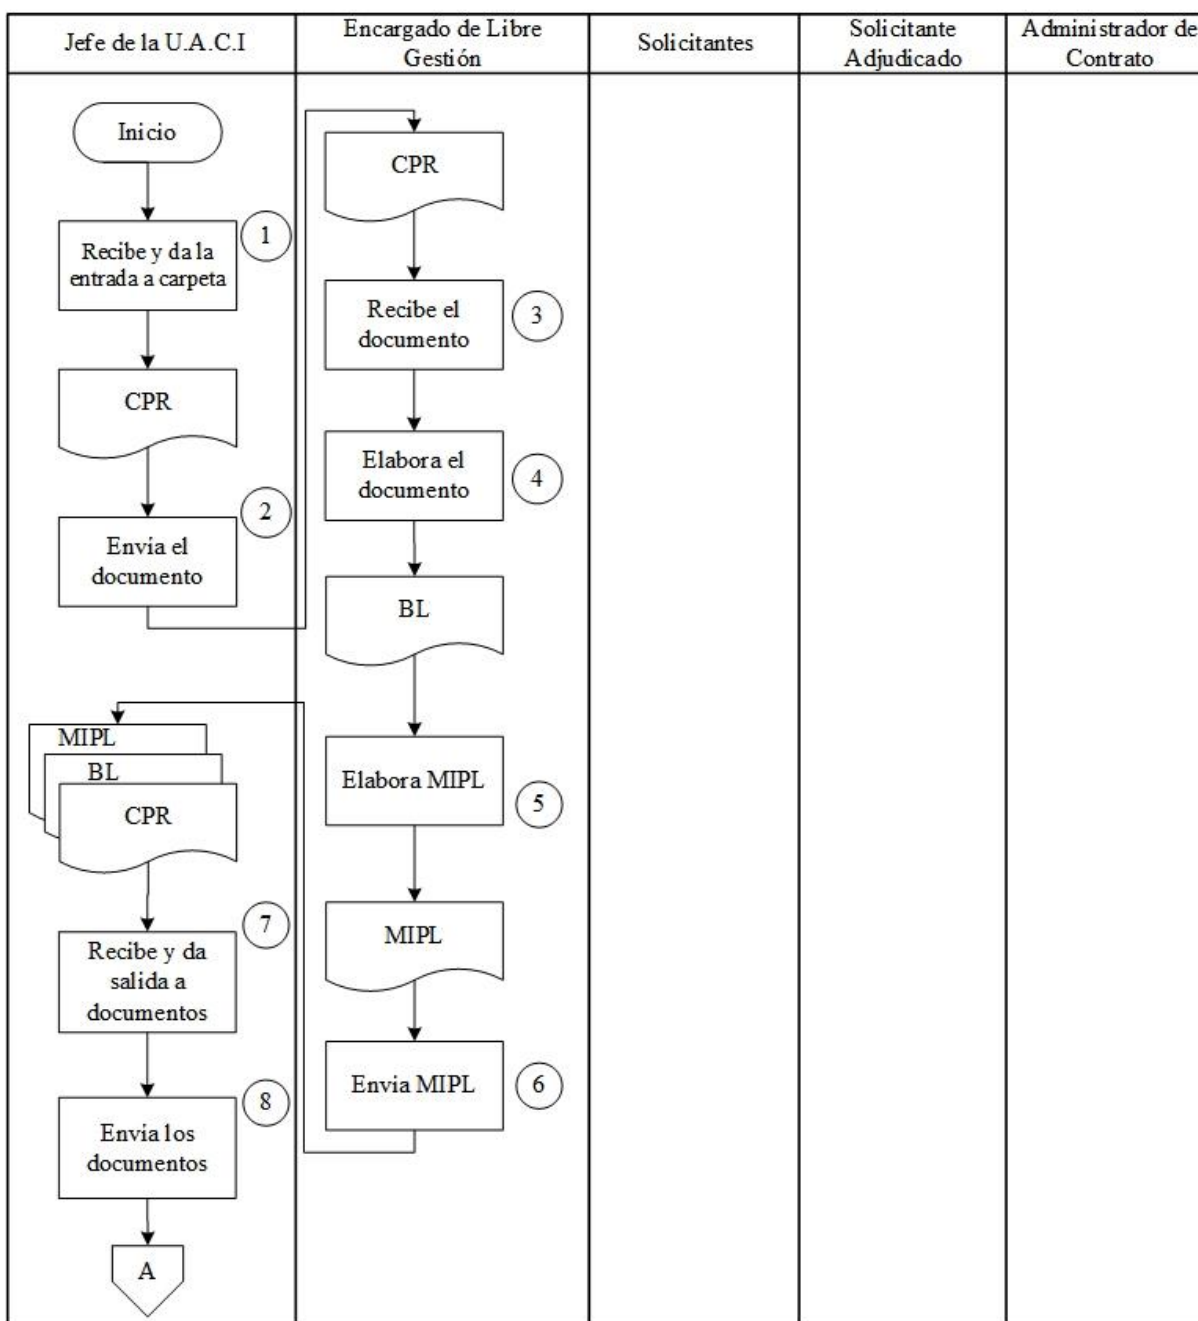 Jefe de la U.A.C.I
Encargado de Libre
Gestión
Solicitantes
Solicitante
Adjudicado
Administrador de
Contrato
Inicio
1
Recibe y da la
entrada a carpeta
CPR
2
Envía el
documento
CPR
3
Recibe el
documento
4
Elabora el
documento
BL
Elabora MIPL
5
MIPL
Envia MIPL
6
MIPL
BL
CPR
7
Recibe y da
salida a
documentos
8
Envía los
documentos
A